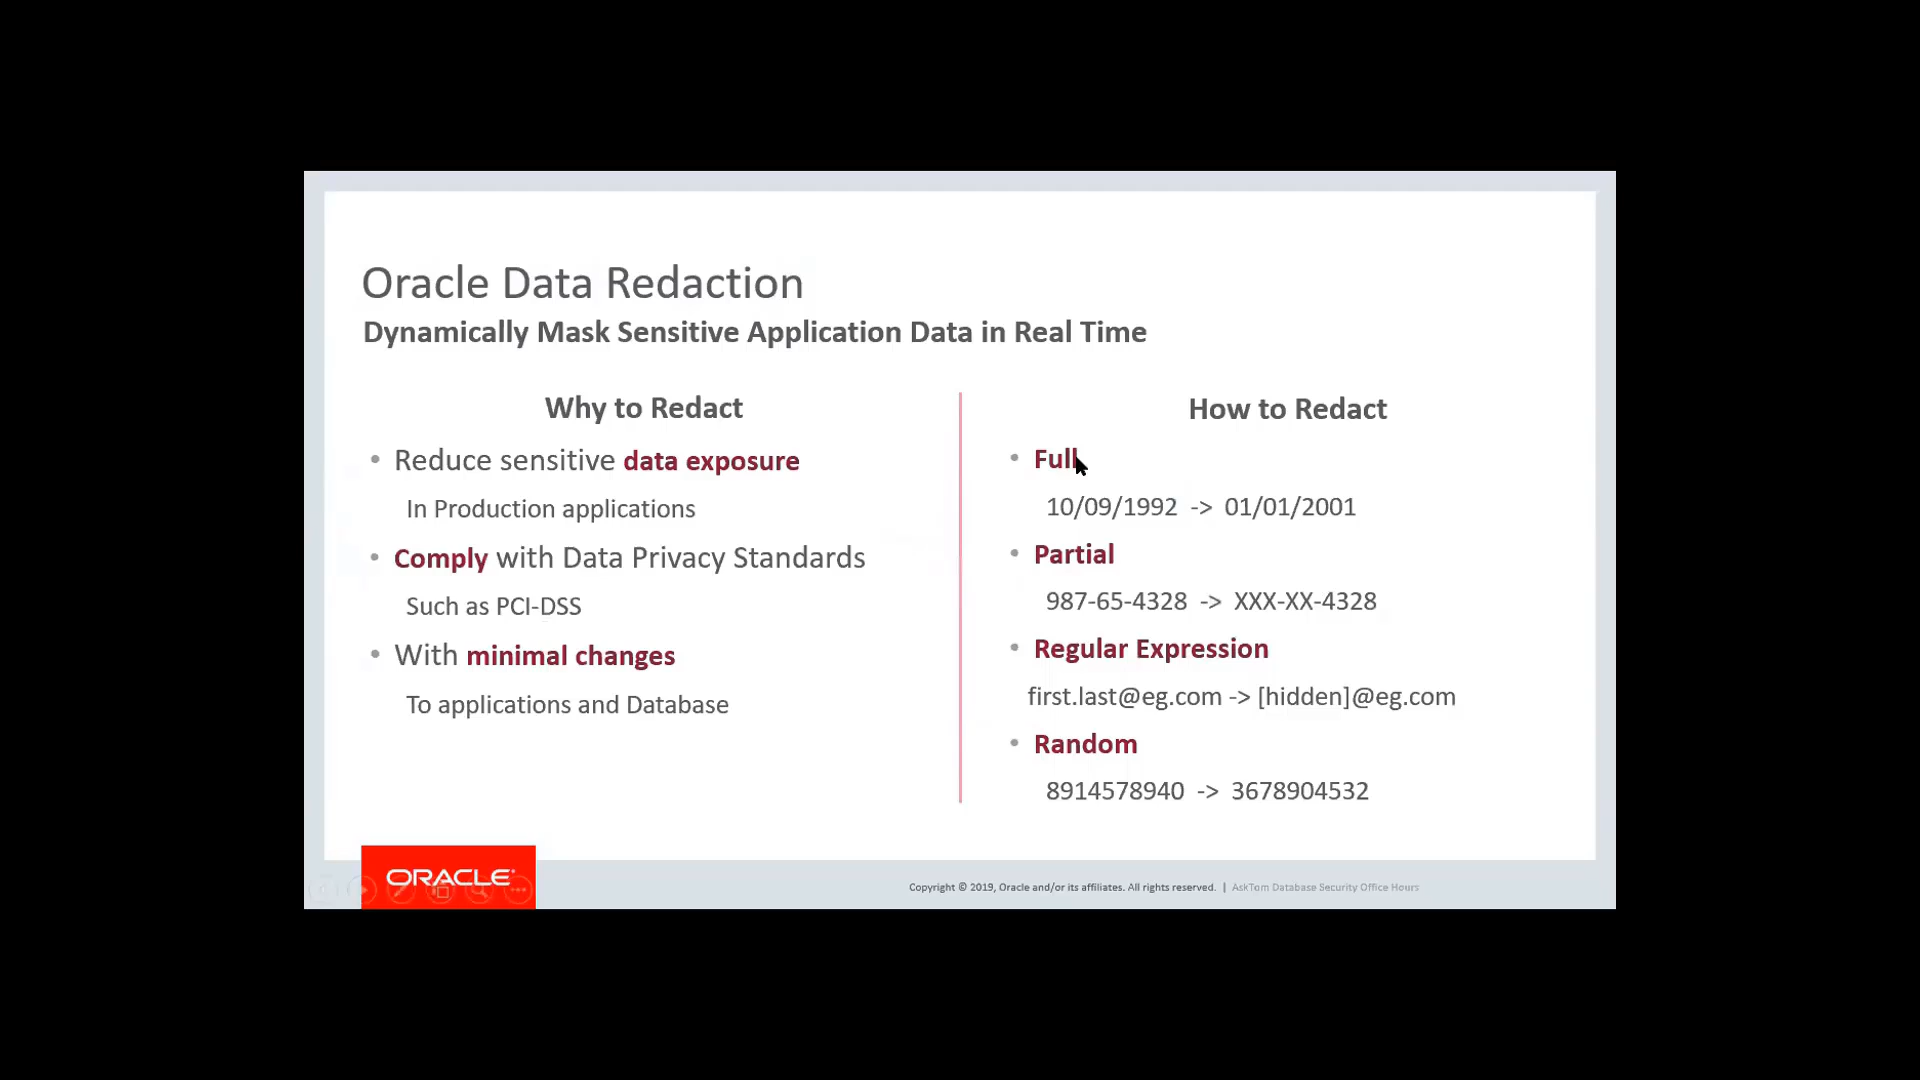 Oracle Data Redaction
Dynamically Mask Sensitive Application Data in Real Time
Why to Redact
• Reduce sensitive data exposure
In Production applications
• Comply with Data Privacy Standards
Such as PCI-DSS
• With minimal changes
To applications and Database
How to Redact
• Full
10/09/1992 -> 01/01/2001
• Partial
987-65-4328 -> XXX-XX-4328
• Regular Expression
first.last@eg.com -> [hidden]@eg.com
• Random
8914578940 -> 3678904532
ORACLE
Copyright © 2019, Oracle and/or its affiliates. All rights reserved. | AskTom Database Security Office Hours